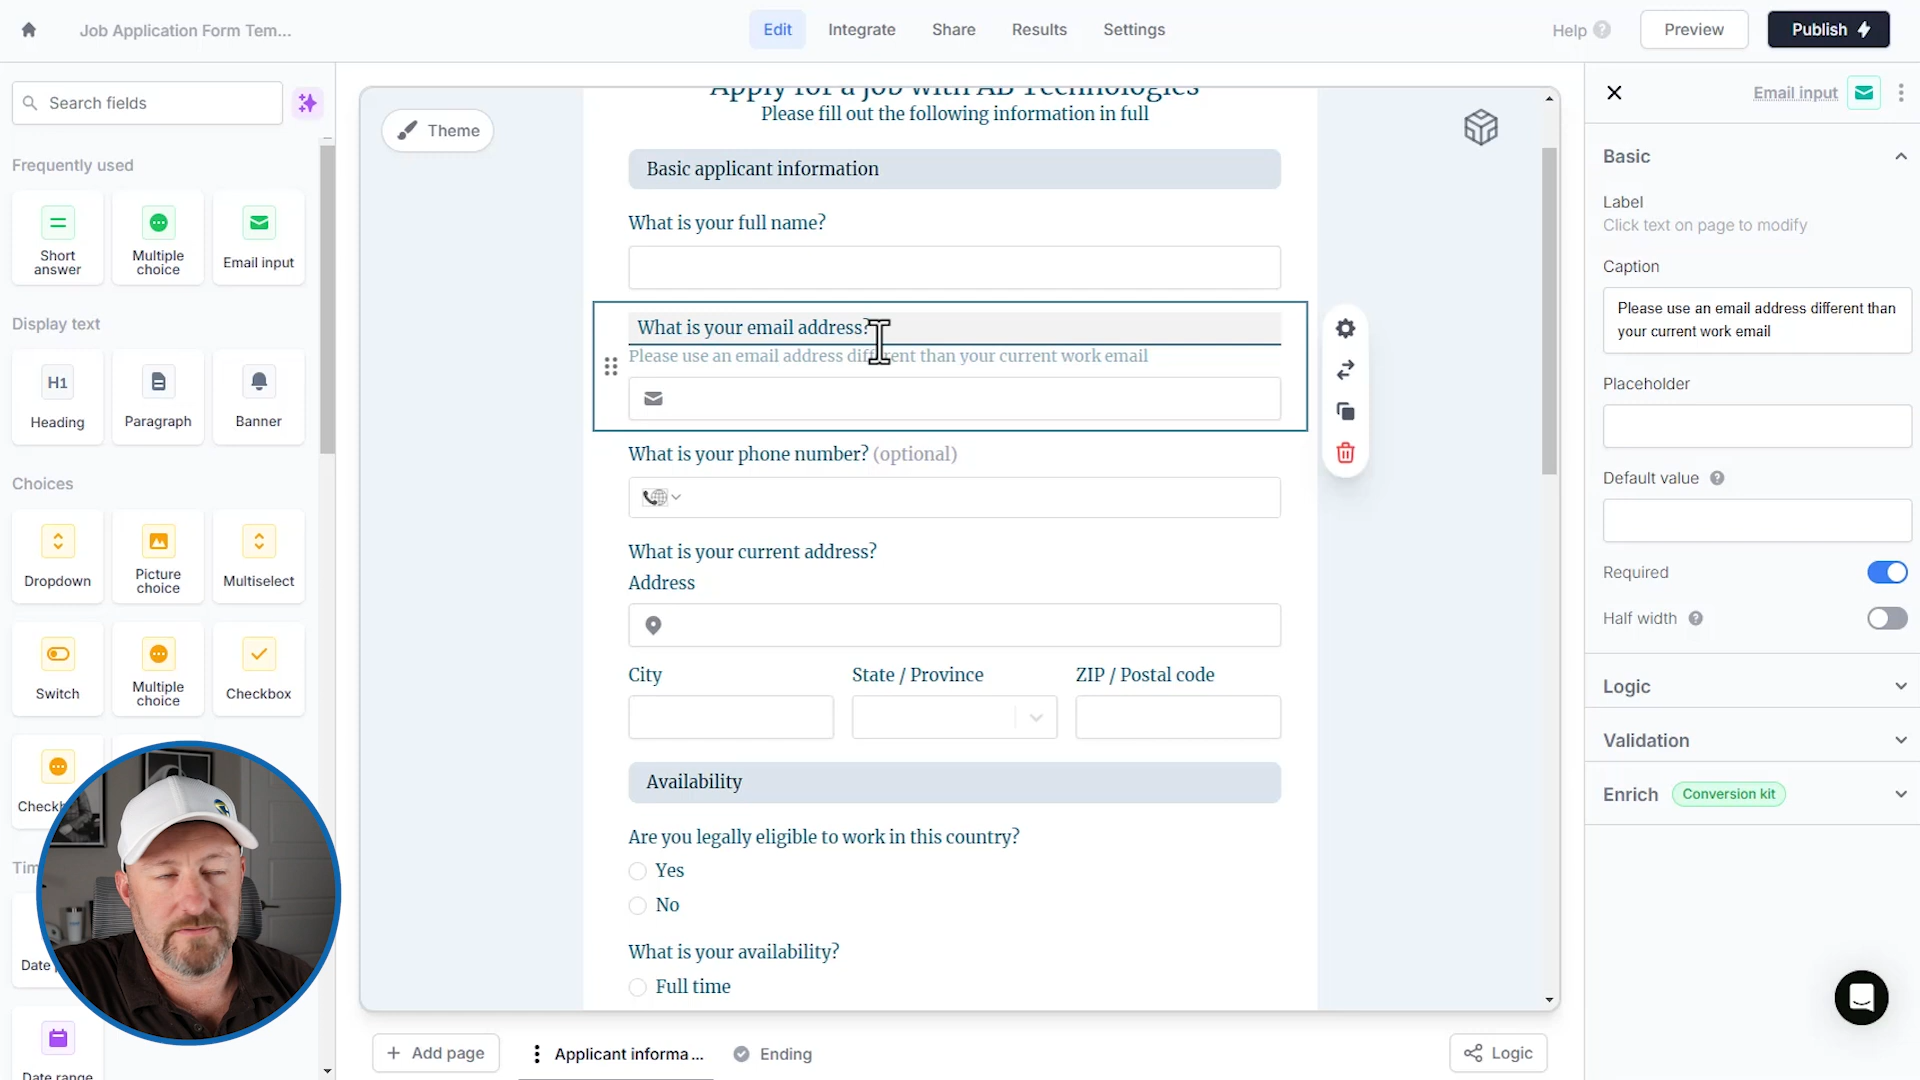 Job Application Form Tem...
Edit
Integrate
Share
Results
Settings
Help
Preview
Publish
Search fields
Frequently used
Short
answer
Multiple
choice
Email input
Display text
H1
Heading
Paragraph
Banner
Choices
Dropdown
Picture
choice
Multiselect
Switch
Multiple
choice
Checkbox
Date range
Theme
Apply for a job with AB Technologies
Please fill out the following information in full
Basic applicant information
What is your full name?
What is your email address?
Please use an email address different than your current work email
What is your phone number? (optional)
What is your current address?
Address
City
State / Province
ZIP / Postal code
Availability
Are you legally eligible to work in this country?
Yes
No
What is your availability?
Full time
Add page
Applicant informa...
Ending
Logic
Email input
Basic
Label
Click text on page to modify
Caption
Please use an email address different than
your current work email
Placeholder
Default value
Required
Half width
Logic
Validation
Enrich
Conversion kit